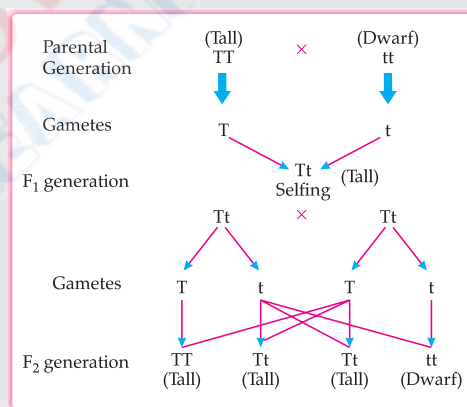 Parental Generation
(Tall) TT × (Dwarf) tt
Gametes
T t
F₁ generation
Tt (Tall)
Selfing
Tt × Tt
Gametes
T t T t
F₂ generation
TT Tt Tt tt
(Tall) (Tall) (Tall) (Dwarf)